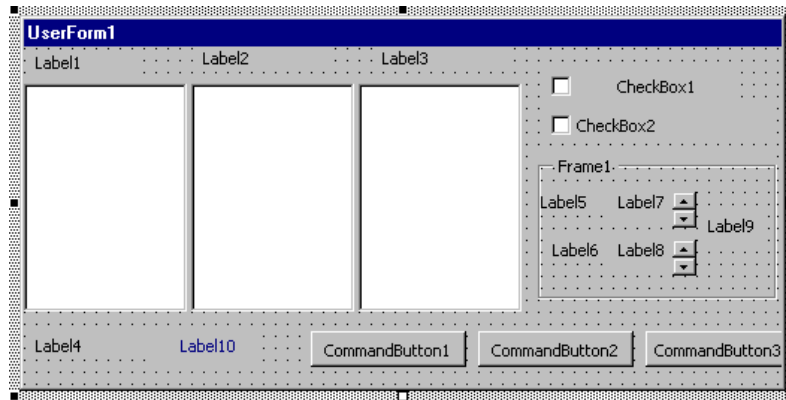 UserForm1
Label1 Label2 Label3
CheckBox1
CheckBox2
Frame1
Label5 Label7
Label9
Label6 Label8
Label4 Label10 CommandButton1 CommandButton2 CommandButton3